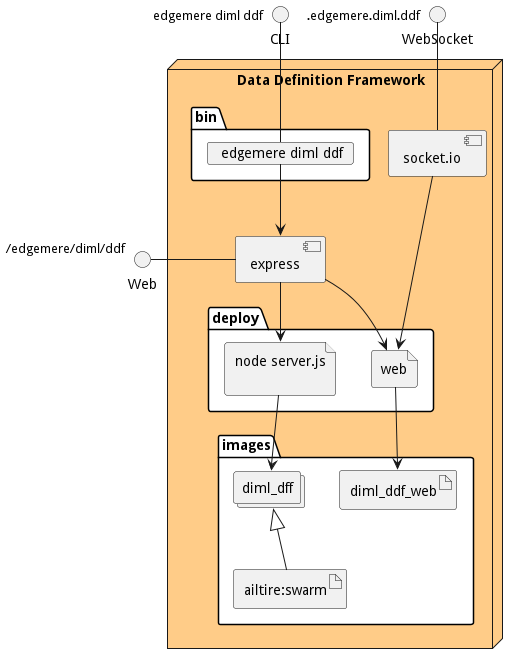 edgemere diml ddf
.edgemere.diml.ddf
CLI
WebSocket
Data Definition Framework
bin
edgemere diml ddf
socket.io
/edgemere/diml/ddf
Web
express
deploy
node server.js
web
images
diml_dff
diml_ddf_web
ailtire:swarm